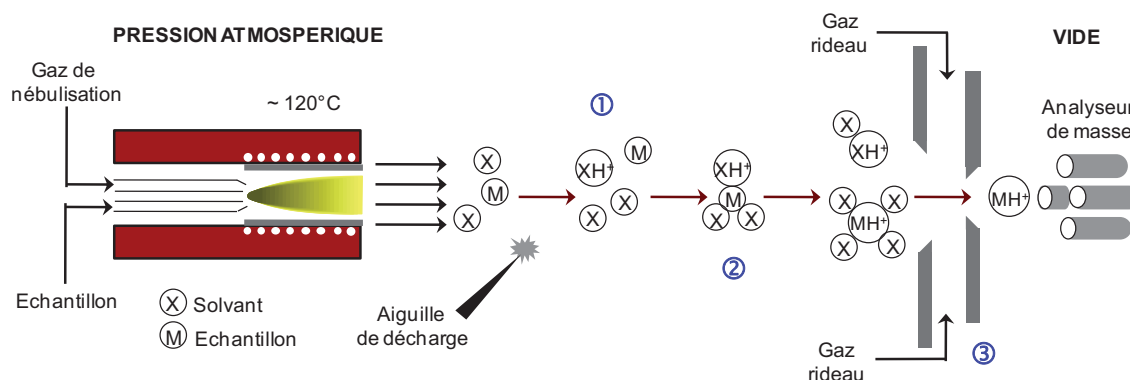 PRESSION ATMOSPERIQUE
Gaz
rideau
VIDE
Gaz de
nébulisation
~ 120°C
①
Analyseur
de masse
X
M
X
XH⁺
M
X
X
XH⁺
M
X
X
X
XH⁺
X
X
MH⁺
X
X
MH⁺
②
Echantillon
X Solvant
M Echantillon
Aiguille
de décharge
Gaz
rideau
③